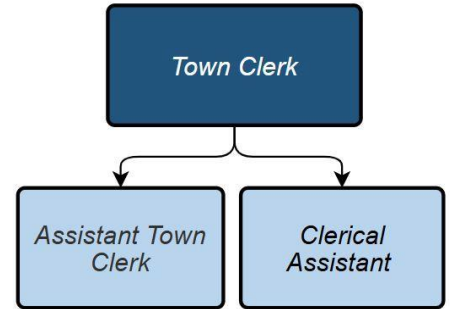 Town Clerk
Assistant Town
Clerk
Clerical
Assistant